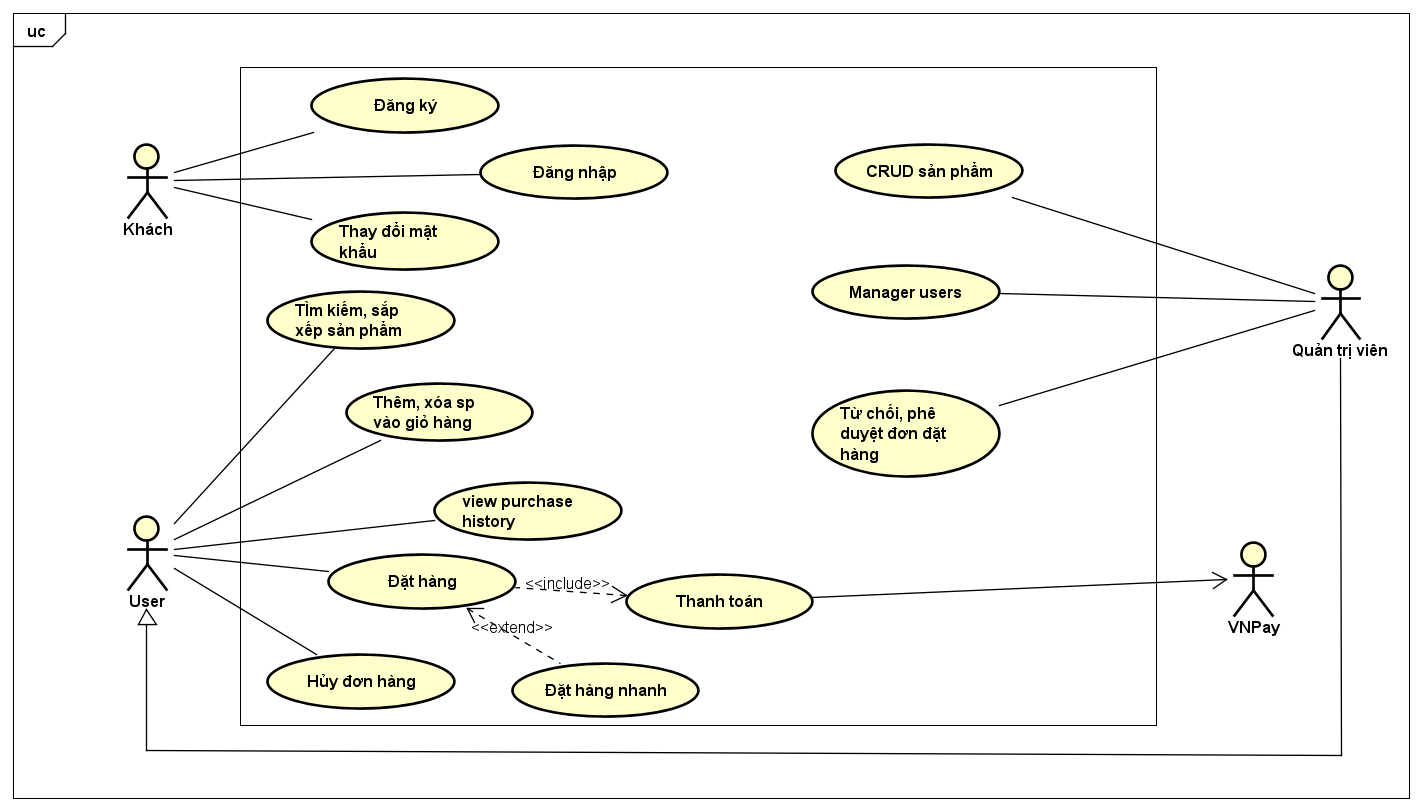 uc
Đăng ký
Đăng nhập
CRUD sản phẩm
Khách
Thay đổi mật
khẩu
TÌm kiếm, sắp
xếp sản phẩm
Manager users
Quản trị viên
Thêm, xóa sp
vào giỏ hàng
Từ chối, phê
duyệt đơn đặt
hàng
view purchase
history
User
Đặt hàng
<<include>>
Thanh toán
VNPay
<<extend>>
Hủy đơn hàng
Đặt hàng nhanh